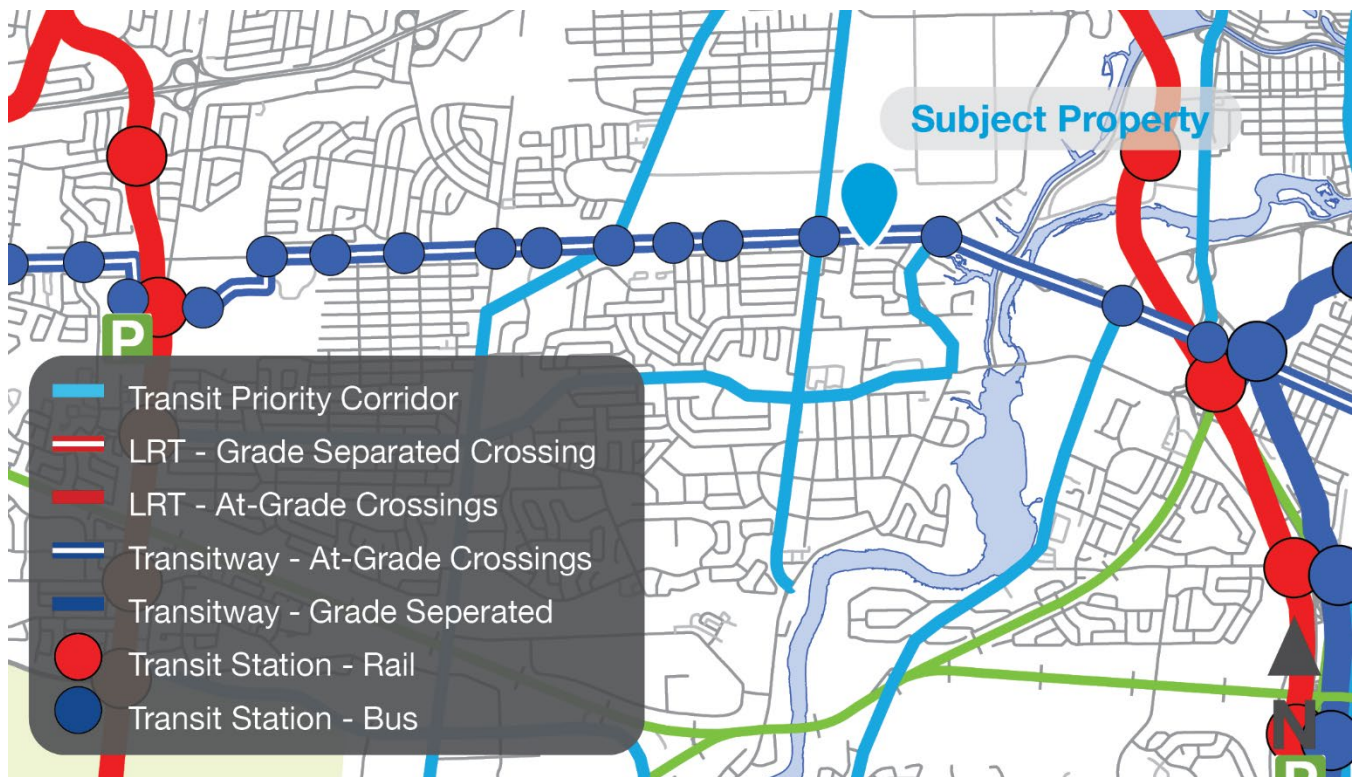 Subject Property
P
Transit Priority Corridor
LRT - Grade Separated Crossing
LRT - At-Grade Crossings
Transitway - At-Grade Crossings
Transitway - Grade Seperated
Transit Station - Rail
Transit Station - Bus
N
P